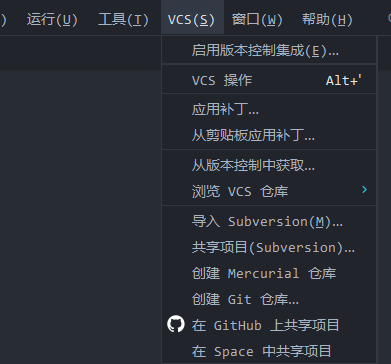 ) 运行(U) 工具(T) VCS(S) 窗口(W) 帮助(H)
启用版本控制集成(E)...
VCS 操作 Alt+'
应用补丁...
从剪贴板应用补丁...
从版本控制中获取...
浏览 VCS 仓库
导入 Subversion(M)...
共享项目(Subversion)...
创建 Mercurial 仓库
创建 Git 仓库...
在 GitHub 上共享项目
在 Space 中共享项目